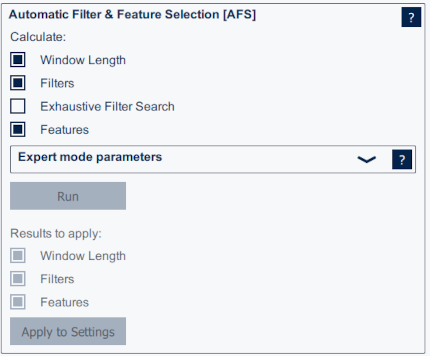 Automatic Filter & Feature Selection [AFS]
?
Calculate:
Window Length
Filters
Exhaustive Filter Search
Features
Expert mode parameters
?
Run
Results to apply:
Window Length
Filters
Features
Apply to Settings